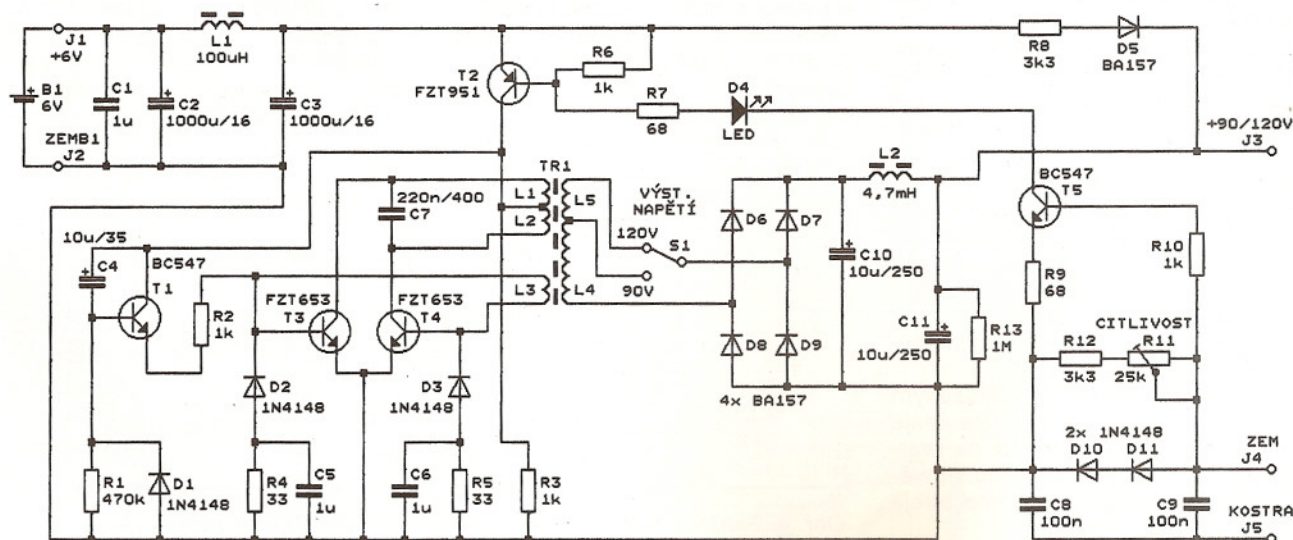 J1
+6V
L1
100uH
B1
6V
C1
1u
C2
1000u/16
C3
1000u/16
ZEMB1
J2
T2
FZT951
R6
1k
R7
68
D4
LED
R8
3k3
D5
BA157
+90/120V
J3
BC547
T5
TR1
L1
L2
L3
L5
L4
220n/400
C7
VÝST.
NAPĚTÍ
120V
S1
90V
L2
4,7mH
D6
D7
D8
D9
4x BA157
C10
10u/250
C11
10u/250
R13
1M
R9
68
R10
1k
CITLIVOST
R12
3k3
R11
25k
10u/35
C4
BC547
T1
R2
1k
FZT653
T3
FZT653
T4
D2
1N4148
D3
1N4148
R1
470k
D1
1N4148
R4
33
C5
1u
C6
1u
R5
33
R3
1k
2x 1N4148
D10
D11
ZEM
J4
C8
100n
C9
100n
KOSTRA
J5